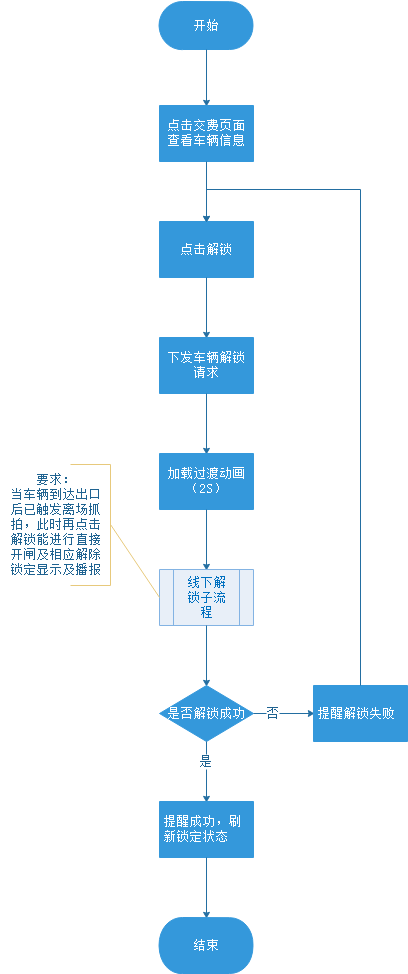 开始
点击交费页面
查看车辆信息
点击解锁
下发车辆解锁
请求
加载过渡动画
（2S）
要求：
当车辆到达出口
后已触发离场抓
拍，此时再点击
解锁能进行直接
开闸及相应解除
锁定显示及播报
线下解
锁子流
程
是否解锁成功
否
提醒解锁失败
是
提醒成功，刷
新锁定状态
结束